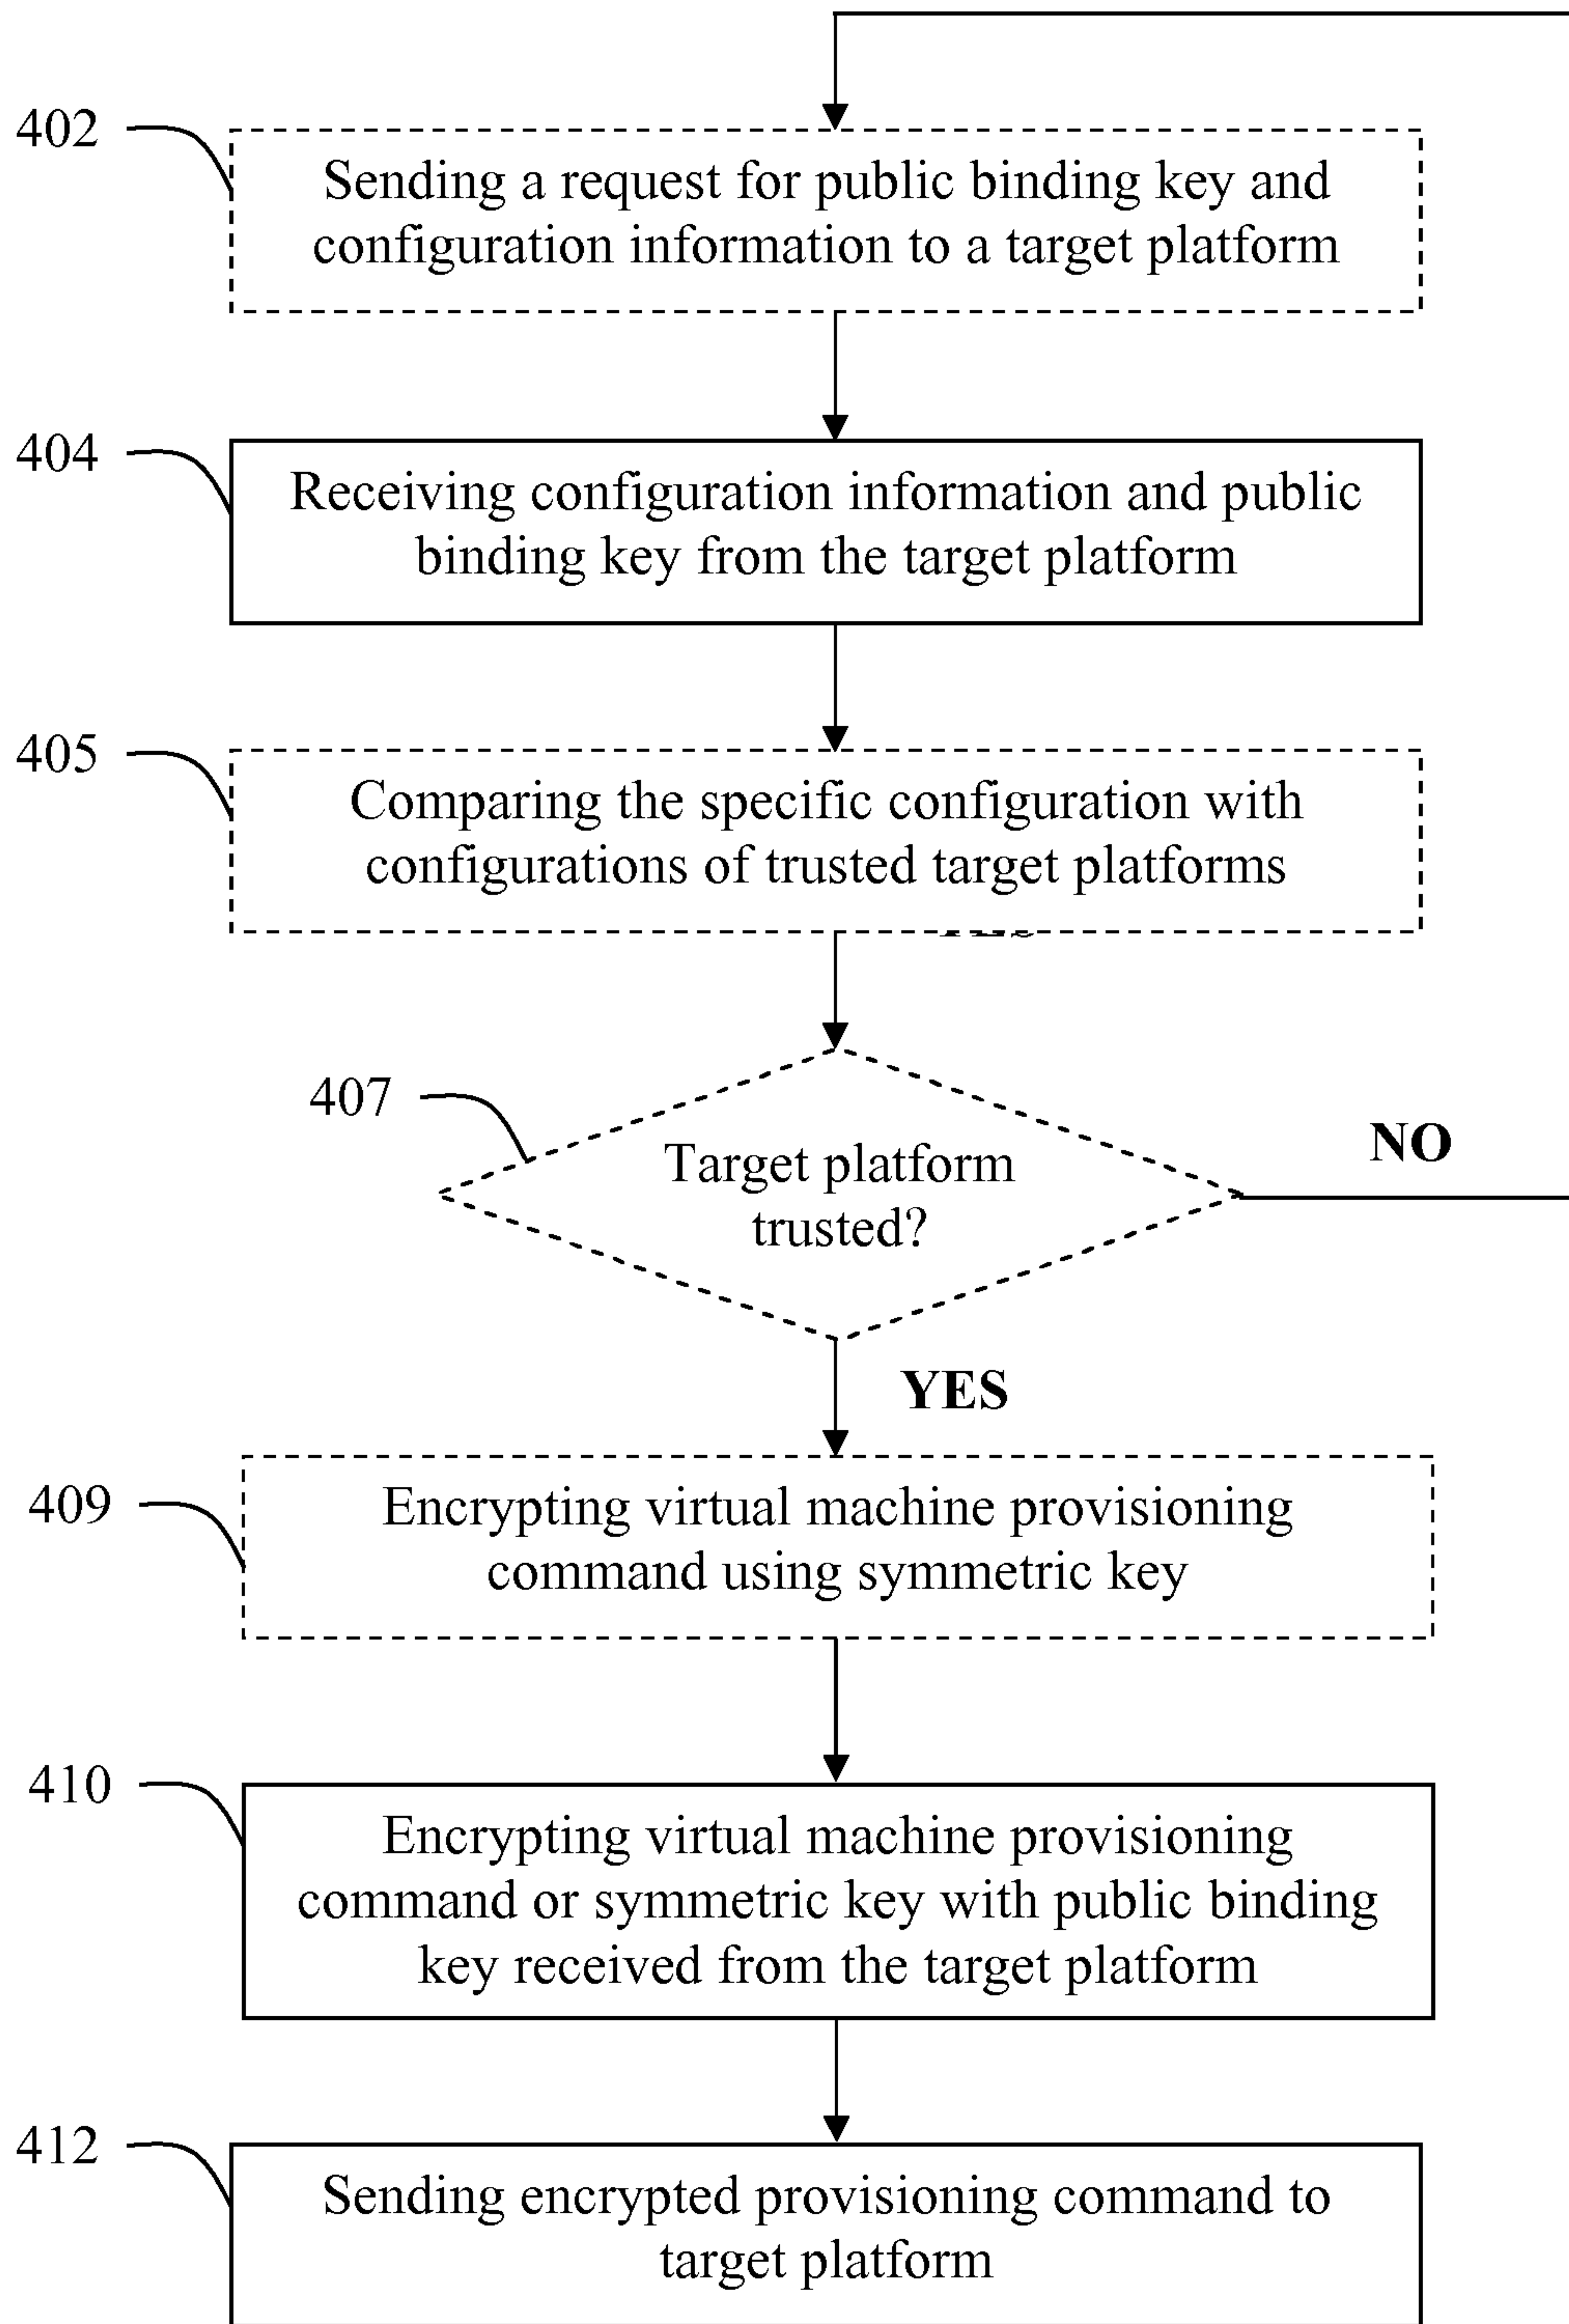 402
Sending a request for public binding key and
configuration information to a target platform
404
Receiving configuration information and public
binding key from the target platform
405
Comparing the specific configuration with
configurations of trusted target platforms
407
Target platform
trusted?
NO
YES
409
Encrypting virtual machine provisioning
command using symmetric key
410
Encrypting virtual machine provisioning
command or symmetric key with public binding
key received from the target platform
412
Sending encrypted provisioning command to
target platform